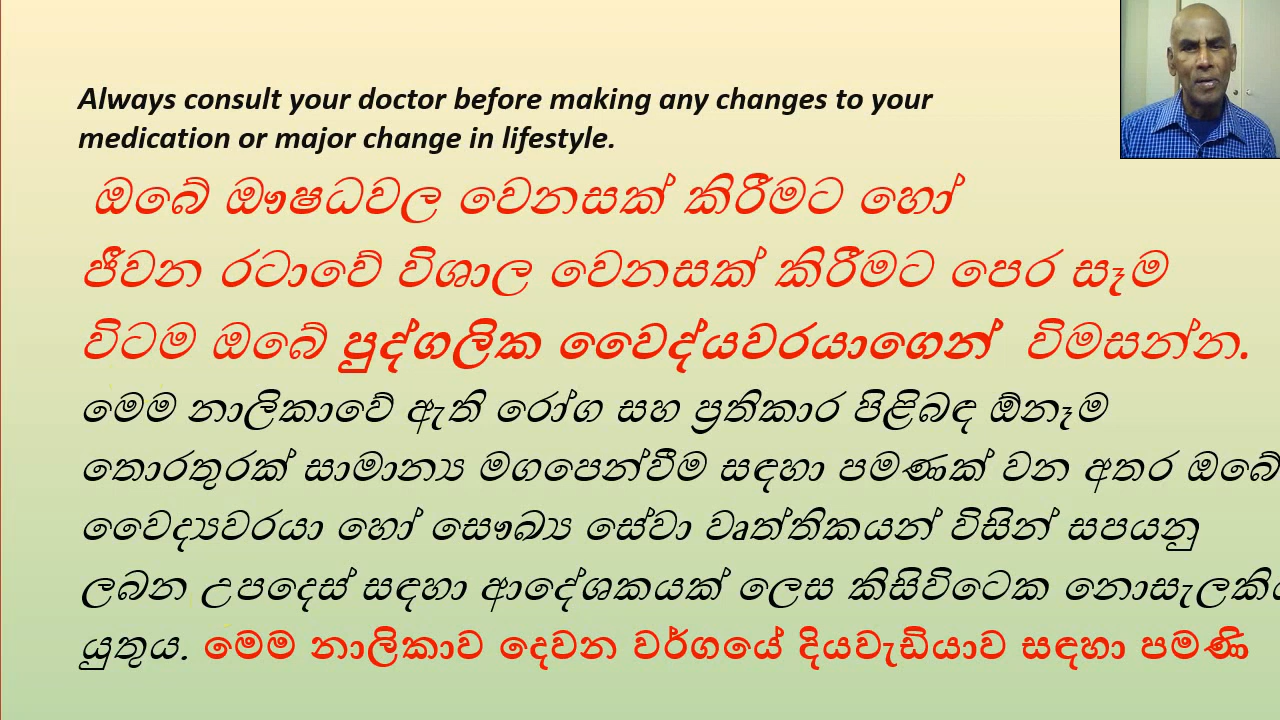 Always consult your doctor before making any changes to your
medication or major change in lifestyle.
ඔබේ ඖෂධවල වෙනසක් කිරීමට හෝ
ජීවන රටාවේ විශාල වෙනසක් කිරීමට පෙර සෑම
විටම ඔබේ පුද්ගලික වෛද්යවරයාගෙන් විමසන්න.
මෙම නාලිකාවේ ඇති රෝග සහ ප්‍රතිකාර පිළිබඳ ඕනෑම
තොරතුරක් සාමාන්‍ය මගපෙන්වීම සඳහා පමණක් වන අතර ඔබේ
වෛද්‍යවරයා හෝ සෞඛ්‍ය සේවා වෘත්තිකයන් විසින් සපයනු
ලබන උපදෙස් සඳහා ආදේශකයක් ලෙස කිසිවිටෙක
යුතුය. මෙම නාලිකාව දෙවන වර්ගයේ දියවැඩියාව සඳහා පමණි